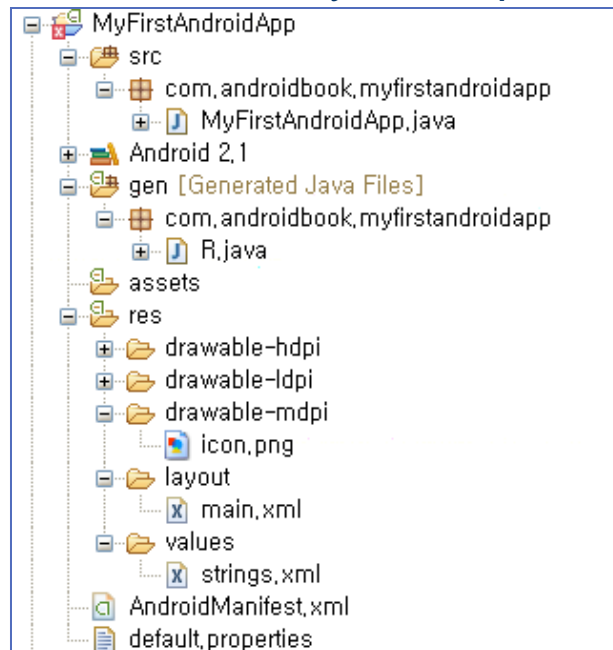 MyFirstAndroidApp
src
com.androidbook.myfirstandroidapp
MyFirstAndroidApp.java
Android 2.1
gen [Generated Java Files]
com.androidbook.myfirstandroidapp
R.java
assets
res
drawable-hdpi
drawable-ldpi
drawable-mdpi
icon.png
layout
main.xml
values
strings.xml
AndroidManifest.xml
default.properties